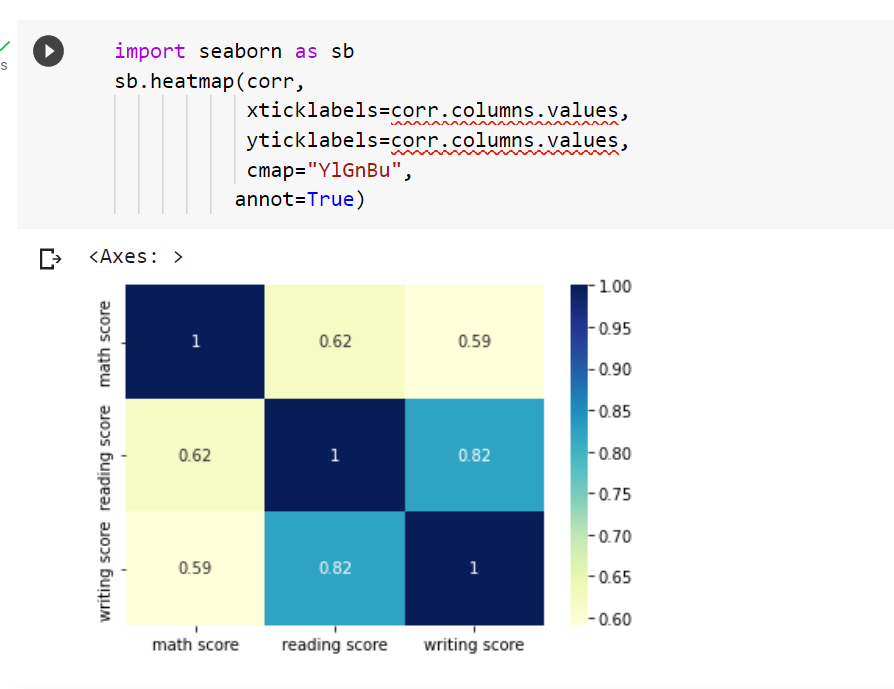 s
import seaborn as sb
sb.heatmap(corr,
xticklabels=corr.columns.values,
yticklabels=corr.columns.values,
cmap="YlGnBu",
annot=True)
<Axes: >
math score
1
0.62
0.59
reading score
0.62
1
0.82
writing score
0.59
0.82
1
math score
reading score
writing score
1.00
0.95
0.90
0.85
0.80
0.75
0.70
0.65
0.60